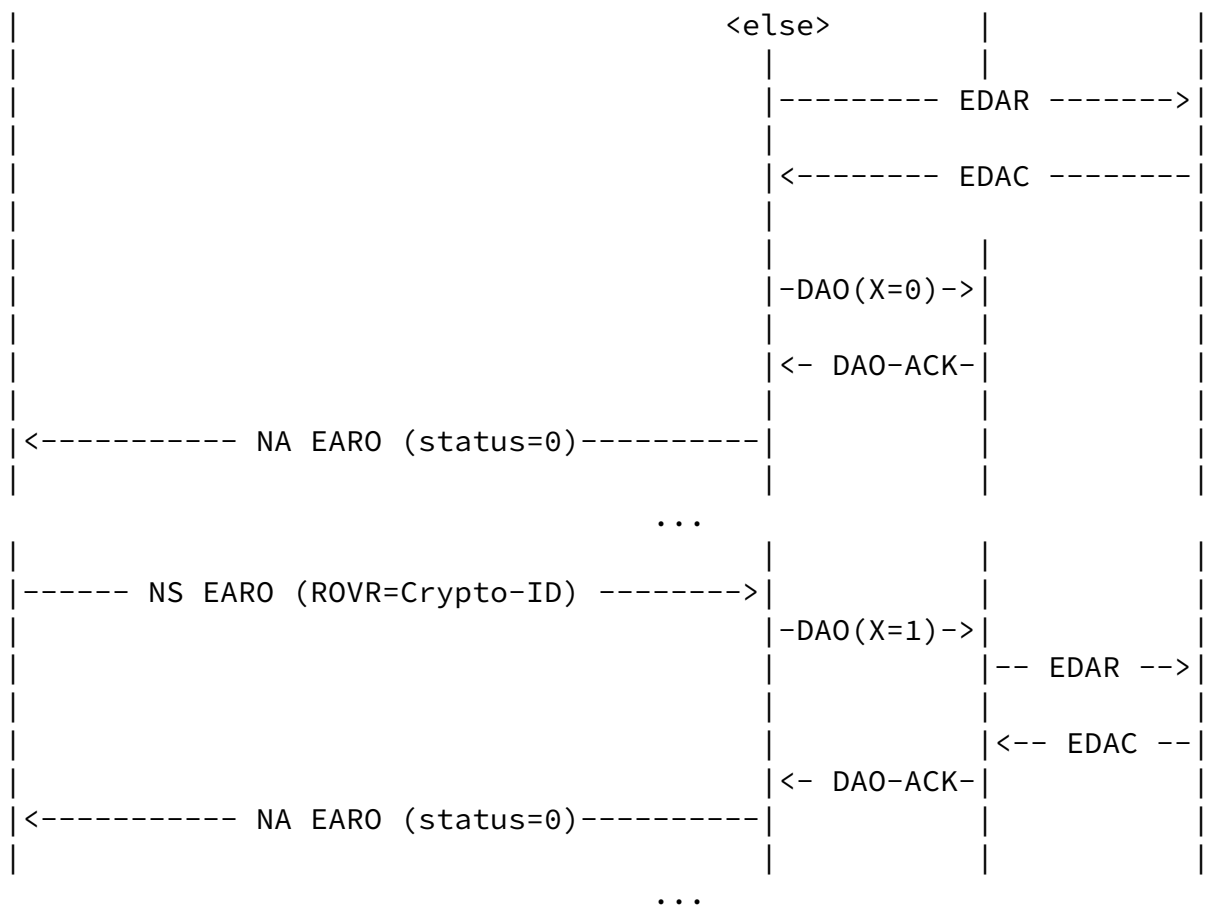 |                                       <else>        |           |
|                                         |           |           |
|                                         |--------- EDAR ------->|
|                                         |                       |
|                                         |<-------- EDAC --------|
|                                         |                       |
|                                         |           |           |
|                                         |-DAO(X=0)->|           |
|                                         |           |           |
|                                         |<- DAO-ACK-|           |
|                                         |           |           |
|<----------- NA EARO (status=0)----------|           |           |
|                                         |           |           |
                                   ...
|                                         |           |           |
|------ NS EARO (ROVR=Crypto-ID) -------->|           |           |
|                                         |-DAO(X=1)->|           |
|                                         |           |-- EDAR -->|
|                                         |           |           |
|                                         |           |<-- EDAC --|
|                                         |<- DAO-ACK-|           |
|<----------- NA EARO (status=0)----------|           |           |
|                                         |           |           |
                                   ...